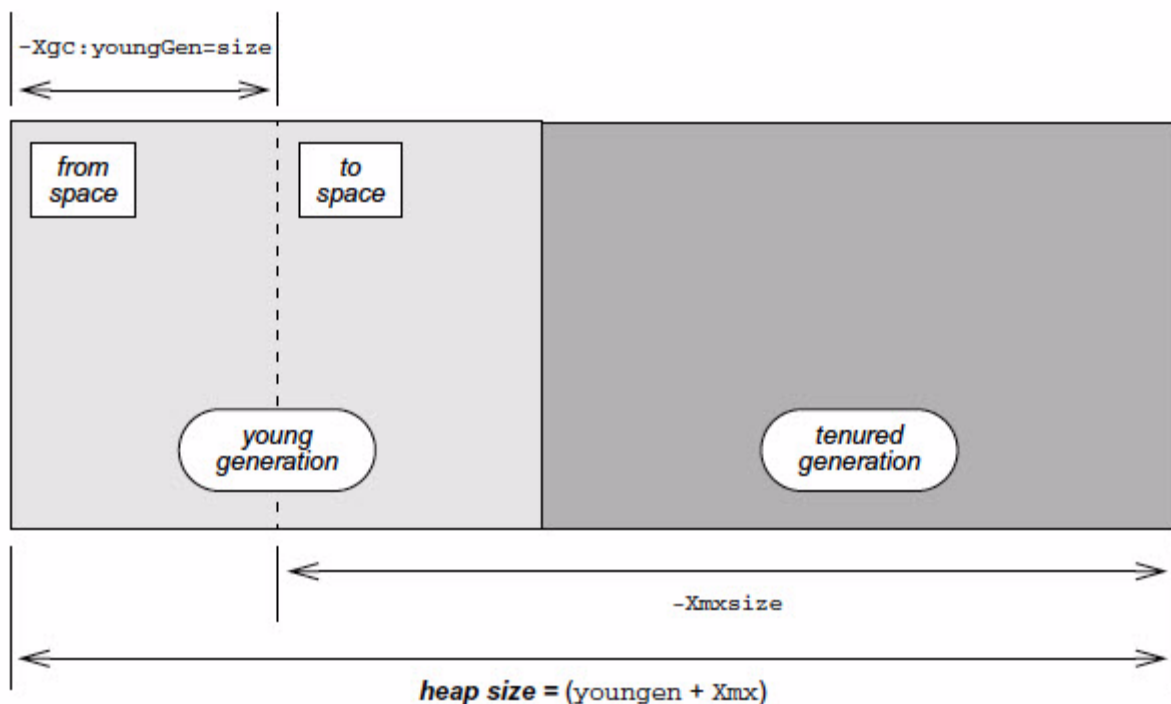 -Xgc:youngGen=size
from
space
to
space
young
generation
tenured
generation
-Xmxsize
heap size = (youngen + Xmx)